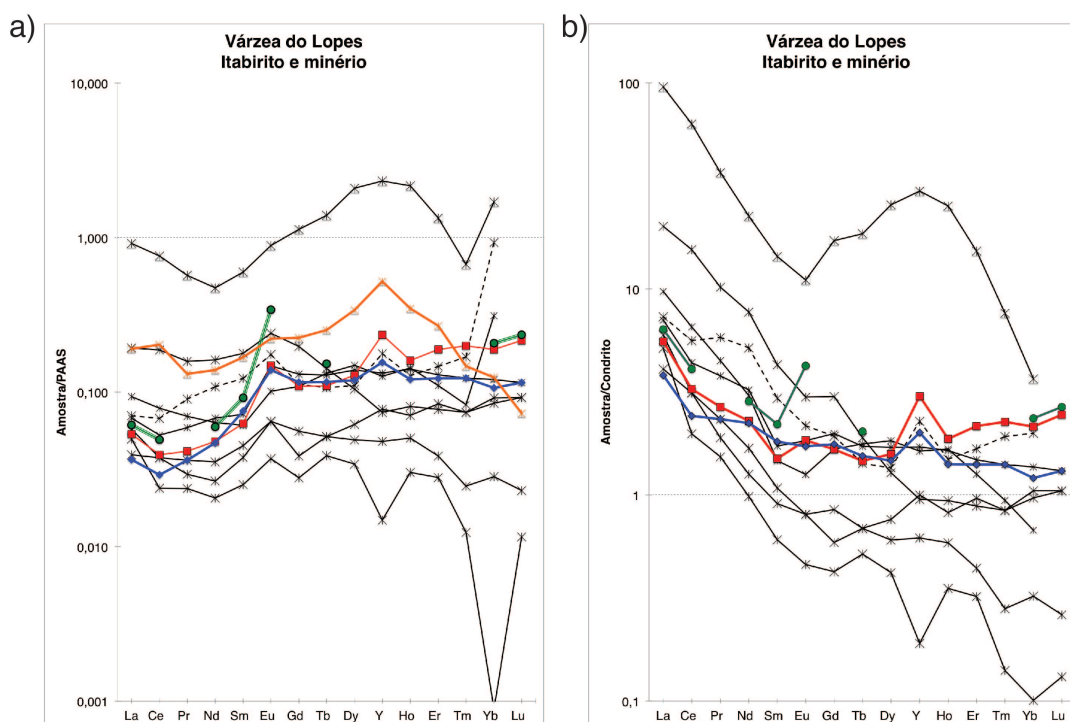 a)
Várzea do Lopes
Itabirito e minério
10,000
1,000
0,100
0,010
0,001
Amostra/PAAS
La Ce Pr Nd Sm Eu Gd Tb Dy Y Ho Er Tm Yb Lu
b)
Várzea do Lopes
Itabirito e minério
100
10
1
0,1
Amostra/Condrito
La Ce Pr Nd Sm Eu Gd Tb Dy Y Ho Er Tm Yb Lu